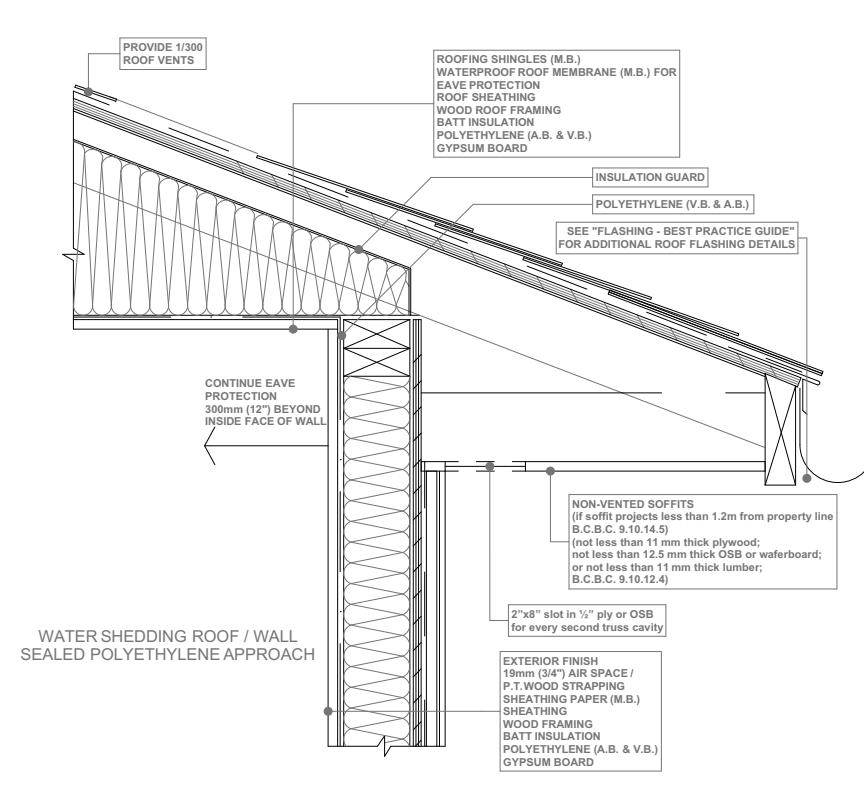 PROVIDE 1/300
ROOF VENTS
ROOFING SHINGLES (M.B.)
WATERPROOF ROOF MEMBRANE (M.B.) FOR
EAVE PROTECTION
ROOF SHEATHING
WOOD ROOF FRAMING
BATT INSULATION
POLYETHYLENE (A.B. & V.B.)
GYPSUM BOARD
INSULATION GUARD
POLYETHYLENE (V.B. & A.B.)
SEE "FLASHING - BEST PRACTICE GUIDE"
FOR ADDITIONAL ROOF FLASHING DETAILS
CONTINUE EAVE
PROTECTION
300mm (12") BEYOND
INSIDE FACE OF WALL
NON-VENTED SOFFITS
(if soffit projects less than 1.2m from property line
B.C.B.C. 9.10.14.5)
(not less than 11 mm thick plywood;
not less than 12.5 mm thick OSB or waferboard;
or not less than 11 mm thick lumber;
B.C.B.C. 9.10.12.4)
2"x8" slot in ½" ply or OSB
for every second truss cavity
WATER SHEDDING ROOF / WALL
SEALED POLYETHYLENE APPROACH
EXTERIOR FINISH
19mm (3/4") AIR SPACE /
P.T.WOOD STRAPPING
SHEATHING PAPER (M.B.)
SHEATHING
WOOD FRAMING
BATT INSULATION
POLYETHYLENE (A.B. & V.B.)
GYPSUM BOARD